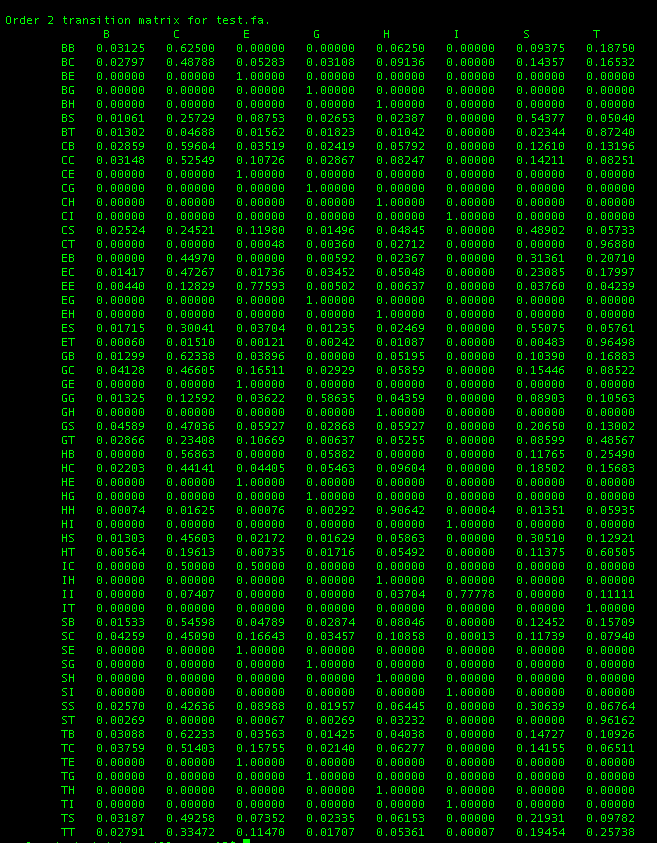 Order 2 transition matrix for test.fa.
B C E G H I S T
BB 0.03125 0.62500 0.00000 0.00000 0.06250 0.00000 0.09375 0.18750
BC 0.02797 0.48788 0.05283 0.03108 0.09136 0.00000 0.14357 0.16532
BE 0.00000 0.00000 1.00000 0.00000 0.00000 0.00000 0.00000 0.00000
BG 0.00000 0.00000 0.00000 1.00000 0.00000 0.00000 0.00000 0.00000
BH 0.00000 0.00000 0.00000 0.00000 1.00000 0.00000 0.00000 0.00000
BS 0.01061 0.25729 0.08753 0.02653 0.02387 0.00000 0.54377 0.05040
BT 0.01302 0.04688 0.01562 0.01823 0.01042 0.00000 0.02344 0.87240
CB 0.02859 0.59604 0.03519 0.02419 0.05792 0.00000 0.12610 0.13196
CC 0.03148 0.52549 0.10726 0.02867 0.08247 0.00000 0.14211 0.08251
CE 0.00000 0.00000 1.00000 0.00000 0.00000 0.00000 0.00000 0.00000
CG 0.00000 0.00000 0.00000 1.00000 0.00000 0.00000 0.00000 0.00000
CH 0.00000 0.00000 0.00000 0.00000 1.00000 0.00000 0.00000 0.00000
CI 0.00000 0.00000 0.00000 0.00000 0.00000 1.00000 0.00000 0.00000
CS 0.02524 0.24521 0.11980 0.01496 0.04845 0.00000 0.48902 0.05733
CT 0.00000 0.00000 0.00048 0.00360 0.02712 0.00000 0.00000 0.96880
EB 0.00000 0.44970 0.00000 0.00592 0.02367 0.00000 0.31361 0.20710
EC 0.01417 0.47267 0.01736 0.03452 0.05048 0.00000 0.23085 0.17997
EE 0.00440 0.12829 0.77593 0.00502 0.00637 0.00000 0.03760 0.04239
EG 0.00000 0.00000 0.00000 1.00000 0.00000 0.00000 0.00000 0.00000
EH 0.00000 0.00000 0.00000 0.00000 1.00000 0.00000 0.00000 0.00000
ES 0.01715 0.30041 0.03704 0.01235 0.02469 0.00000 0.55075 0.05761
ET 0.00060 0.01510 0.00121 0.00242 0.01087 0.00000 0.00483 0.96498
GB 0.01299 0.62338 0.03896 0.00000 0.05195 0.00000 0.10390 0.16883
GC 0.04128 0.46605 0.16511 0.02929 0.05859 0.00000 0.15446 0.08522
GE 0.00000 0.00000 1.00000 0.00000 0.00000 0.00000 0.00000 0.00000
GG 0.01325 0.12592 0.03622 0.58635 0.04359 0.00000 0.08903 0.10563
GH 0.00000 0.00000 0.00000 0.00000 1.00000 0.00000 0.00000 0.00000
GS 0.04589 0.47036 0.05927 0.02868 0.05927 0.00000 0.20650 0.13002
GT 0.02866 0.23408 0.10669 0.00637 0.05255 0.00000 0.08599 0.48567
HB 0.00000 0.56863 0.00000 0.05882 0.00000 0.00000 0.11765 0.25490
HC 0.02203 0.44141 0.04405 0.05463 0.09604 0.00000 0.18502 0.15683
HE 0.00000 0.00000 1.00000 0.00000 0.00000 0.00000 0.00000 0.00000
HG 0.00000 0.00000 0.00000 1.00000 0.00000 0.00000 0.00000 0.00000
HH 0.00074 0.01625 0.00076 0.00292 0.90642 0.00004 0.01351 0.05935
HI 0.00000 0.00000 0.00000 0.00000 0.00000 1.00000 0.00000 0.00000
HS 0.01303 0.45603 0.02172 0.01629 0.05863 0.00000 0.30510 0.12921
HT 0.00564 0.19613 0.00735 0.01716 0.05492 0.00000 0.11375 0.60505
IC 0.00000 0.50000 0.50000 0.00000 0.00000 0.00000 0.00000 0.00000
IH 0.00000 0.00000 0.00000 0.00000 1.00000 0.00000 0.00000 0.00000
II 0.00000 0.07407 0.00000 0.00000 0.03704 0.77778 0.00000 0.11111
IT 0.00000 0.00000 0.00000 0.00000 0.00000 0.00000 0.00000 1.00000
SB 0.01533 0.54598 0.04789 0.02874 0.08046 0.00000 0.12452 0.15709
SC 0.04259 0.45090 0.16643 0.03457 0.10858 0.00013 0.11739 0.07940
SE 0.00000 0.00000 1.00000 0.00000 0.00000 0.00000 0.00000 0.00000
SG 0.00000 0.00000 0.00000 1.00000 0.00000 0.00000 0.00000 0.00000
SH 0.00000 0.00000 0.00000 0.00000 1.00000 0.00000 0.00000 0.00000
SI 0.00000 0.00000 0.00000 0.00000 0.00000 1.00000 0.00000 0.00000
SS 0.02570 0.42636 0.08988 0.01957 0.06445 0.00000 0.30639 0.06764
ST 0.00269 0.00000 0.00067 0.00269 0.03232 0.00000 0.00000 0.96162
TB 0.03088 0.62233 0.03563 0.01425 0.04038 0.00000 0.14727 0.10926
TC 0.03759 0.51403 0.15755 0.02140 0.06277 0.00000 0.14155 0.06511
TE 0.00000 0.00000 1.00000 0.00000 0.00000 0.00000 0.00000 0.00000
TG 0.00000 0.00000 0.00000 1.00000 0.00000 0.00000 0.00000 0.00000
TH 0.00000 0.00000 0.00000 0.00000 1.00000 0.00000 0.00000 0.00000
TI 0.00000 0.00000 0.00000 0.00000 0.00000 1.00000 0.00000 0.00000
TS 0.03187 0.49258 0.07352 0.02335 0.06153 0.00000 0.21931 0.09782
TT 0.02791 0.33472 0.11470 0.01707 0.05361 0.00007 0.19454 0.25738